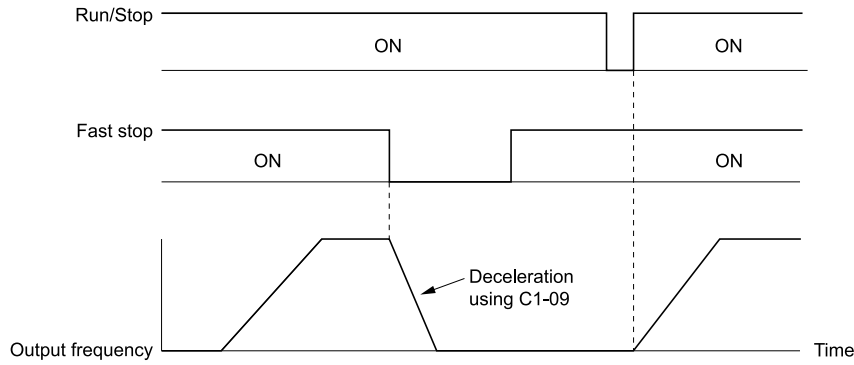 Run/Stop
ON
ON
Fast stop
ON
ON
Deceleration
using C1-09
Output frequency
Time